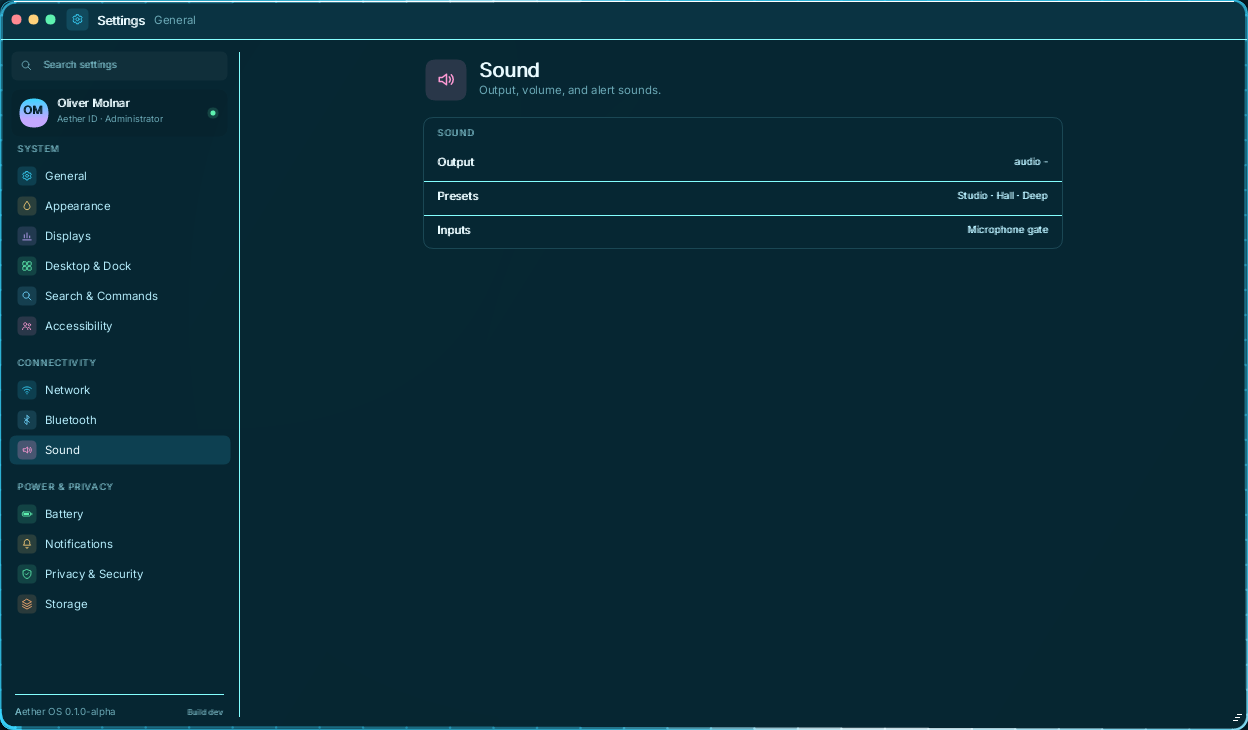 Settings General
Search settings
OM
Oliver Molnar
Aether ID · Administrator
SYSTEM
General
Appearance
Displays
Desktop & Dock
Search & Commands
Accessibility
CONNECTIVITY
Network
Bluetooth
Sound
POWER & PRIVACY
Battery
Notifications
Privacy & Security
Storage
Aether OS 0.1.0-alpha Build dev
Sound
Output, volume, and alert sounds.
SOUND
Output audio -
Presets Studio · Hall · Deep
Inputs Microphone gate